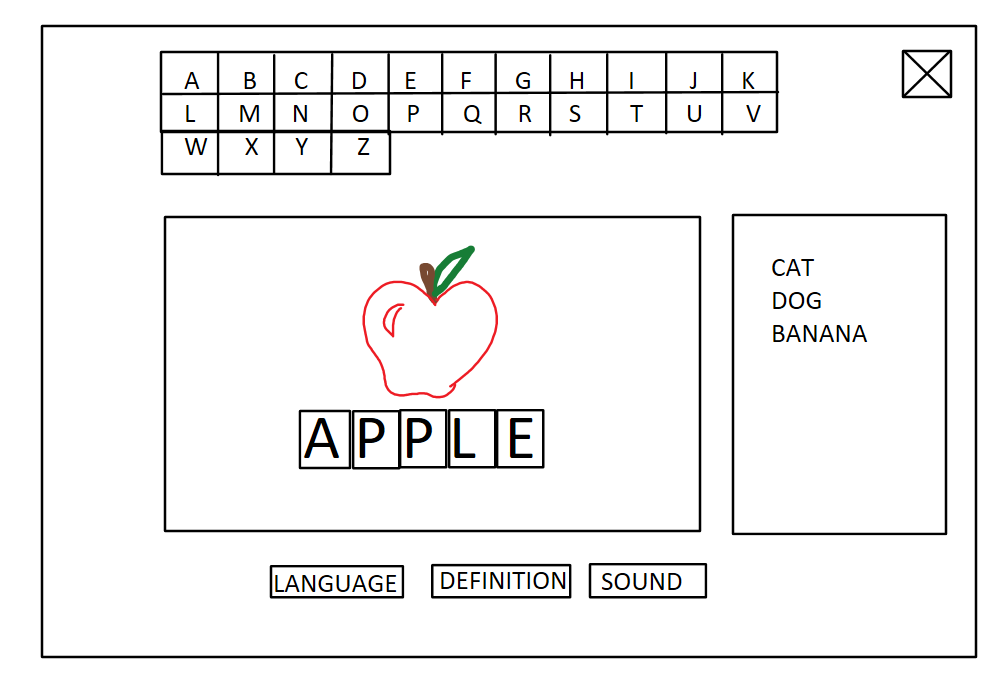 A B C D E F G H I J K
L M N O P Q R S T U V
W X Y Z
CAT
DOG
BANANA
APPLE
LANGUAGE DEFINITION SOUND